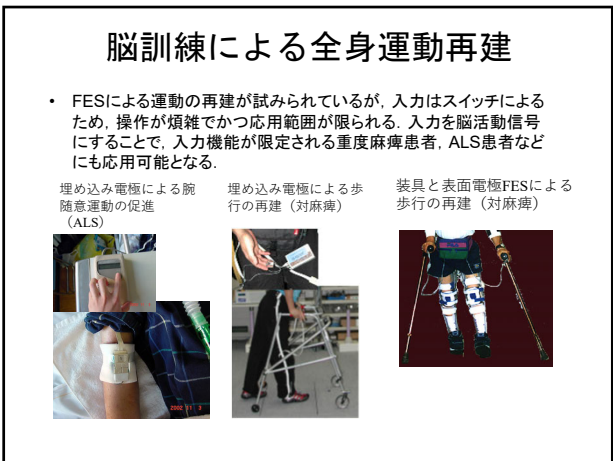 脳訓練による全身運動再建
• FESによる運動の再建が試みられているが，入力はスイッチによる
ため，操作が煩雑でかつ応用範囲が限られる．入力を脳活動信号
にすることで，入力機能が限定される重度麻痺患者，ALS患者など
にも応用可能となる．
埋め込み電極による腕
随意運動の促進
（ALS）
埋め込み電極による歩
行の再建（対麻痺）
装具と表面電極FESによる
歩行の再建（対麻痺）
2002 11 3